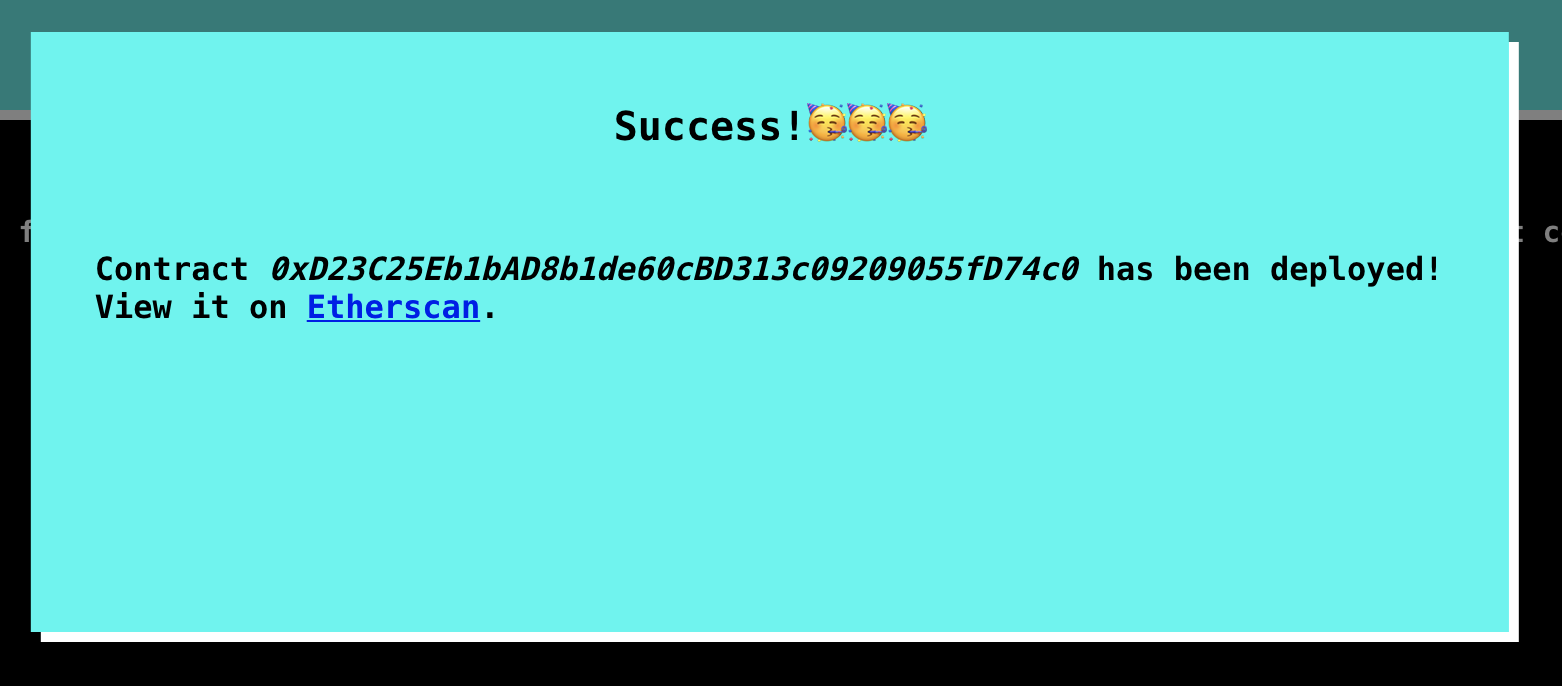 Success!🥳🥳🥳
Contract 0xD23C25Eb1bAD8b1de60cBD313c09209055fD74c0 has been deployed!
View it on Etherscan.